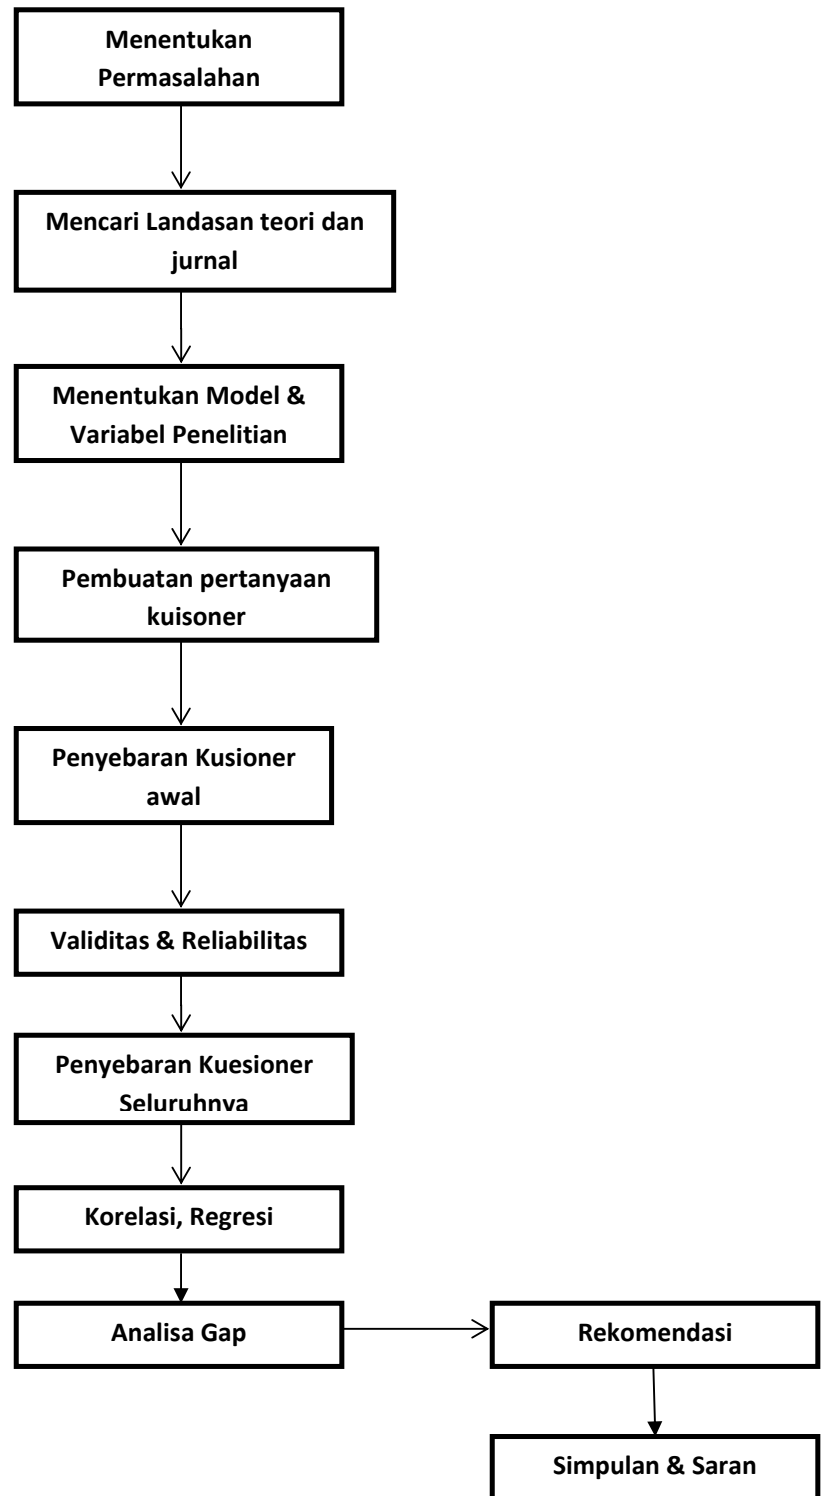 Menentukan
Permasalahan
Mencari Landasan teori dan
jurnal
Menentukan Model &
Variabel Penelitian
Pembuatan pertanyaan
kuisoner
Penyebaran Kusioner
awal
Validitas & Reliabilitas
Penyebaran Kuesioner
Seluruhnya
Korelasi, Regresi
Analisa Gap
Rekomendasi
Simpulan & Saran